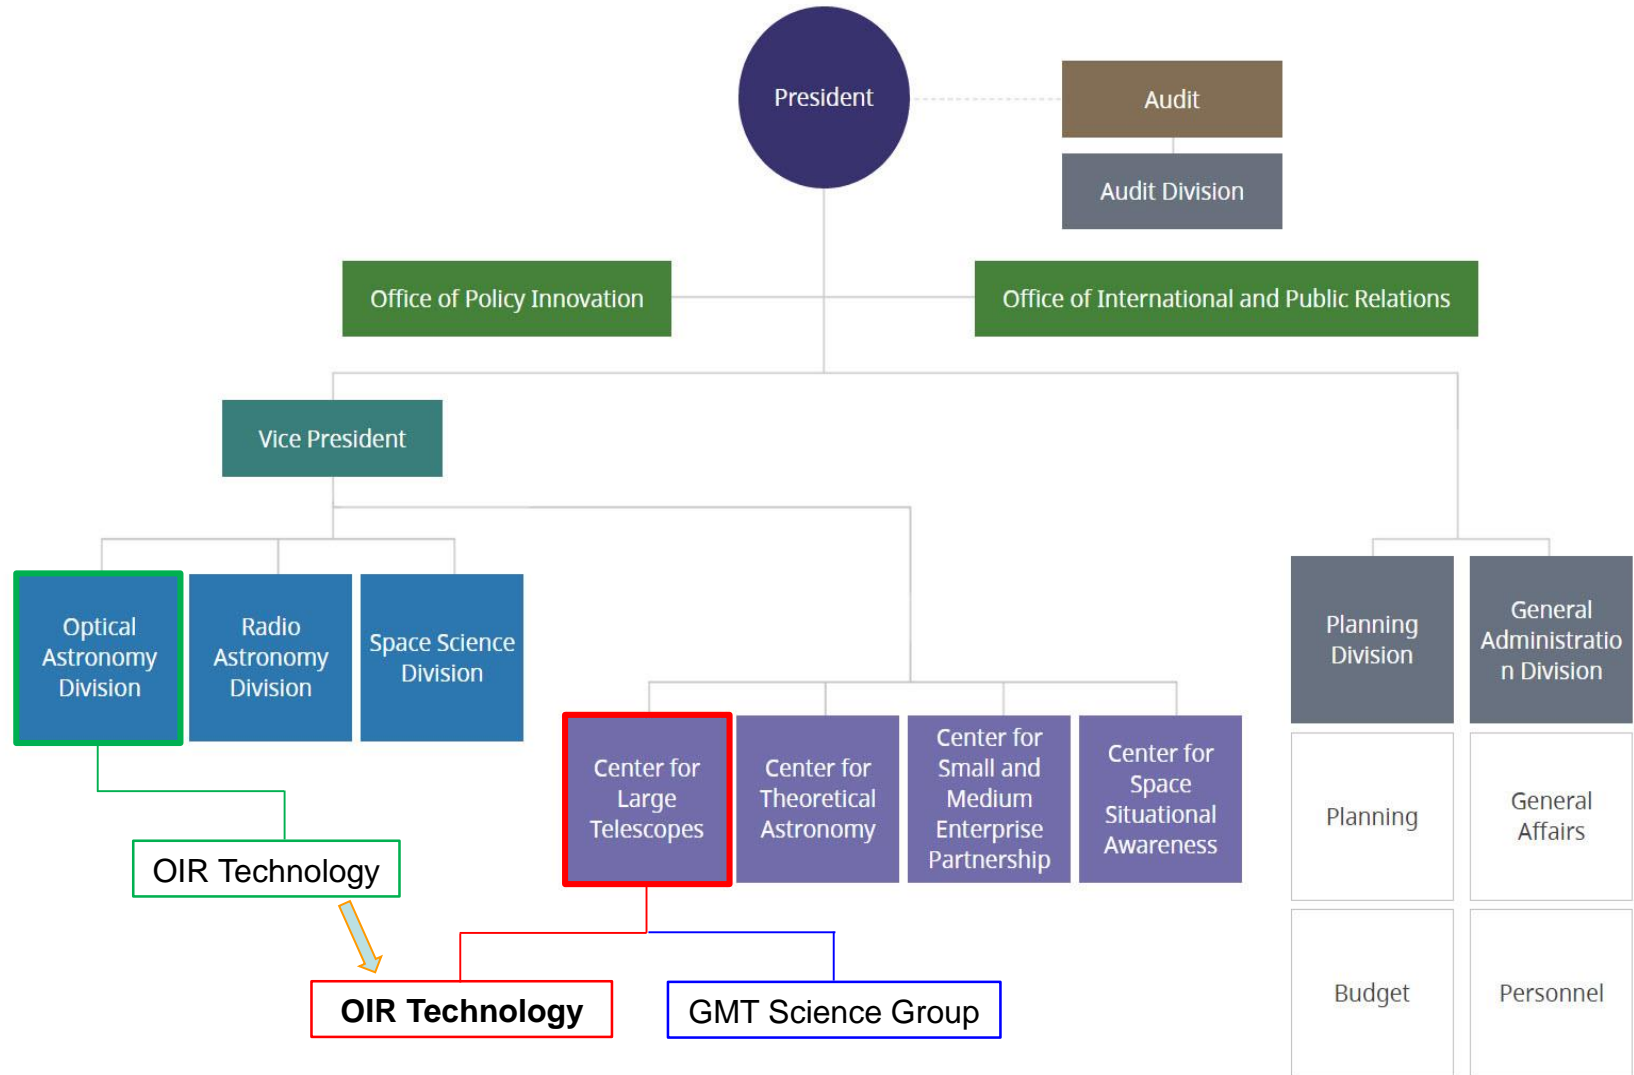 President
Audit
Audit Division
Office of Policy Innovation
Office of International and Public Relations
Vice President
Optical
Astronomy
Division
Radio
Astronomy
Division
Space Science
Division
Center for
Large
Telescopes
Center for
Theoretical
Astronomy
Center for
Small and
Medium
Enterprise
Partnership
Center for
Space
Situational
Awareness
Planning
Division
General
Administratio
n Division
Planning
General
Affairs
Budget
Personnel
OIR Technology
OIR Technology
GMT Science Group